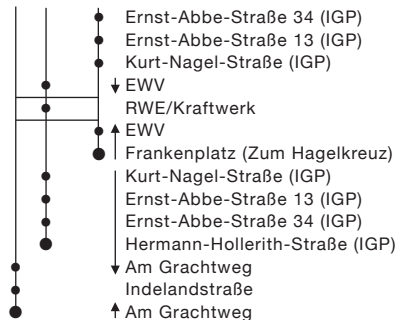 Ernst-Abbe-Straße 34 (IGP)
Ernst-Abbe-Straße 13 (IGP)
Kurt-Nagel-Straße (IGP)
EWV
RWE/Kraftwerk
EWV
Frankenplatz (Zum Hagelkreuz)
Kurt-Nagel-Straße (IGP)
Ernst-Abbe-Straße 13 (IGP)
Ernst-Abbe-Straße 34 (IGP)
Hermann-Hollerith-Straße (IGP)
Am Grachtweg
Indelandstraße
Am Grachtweg